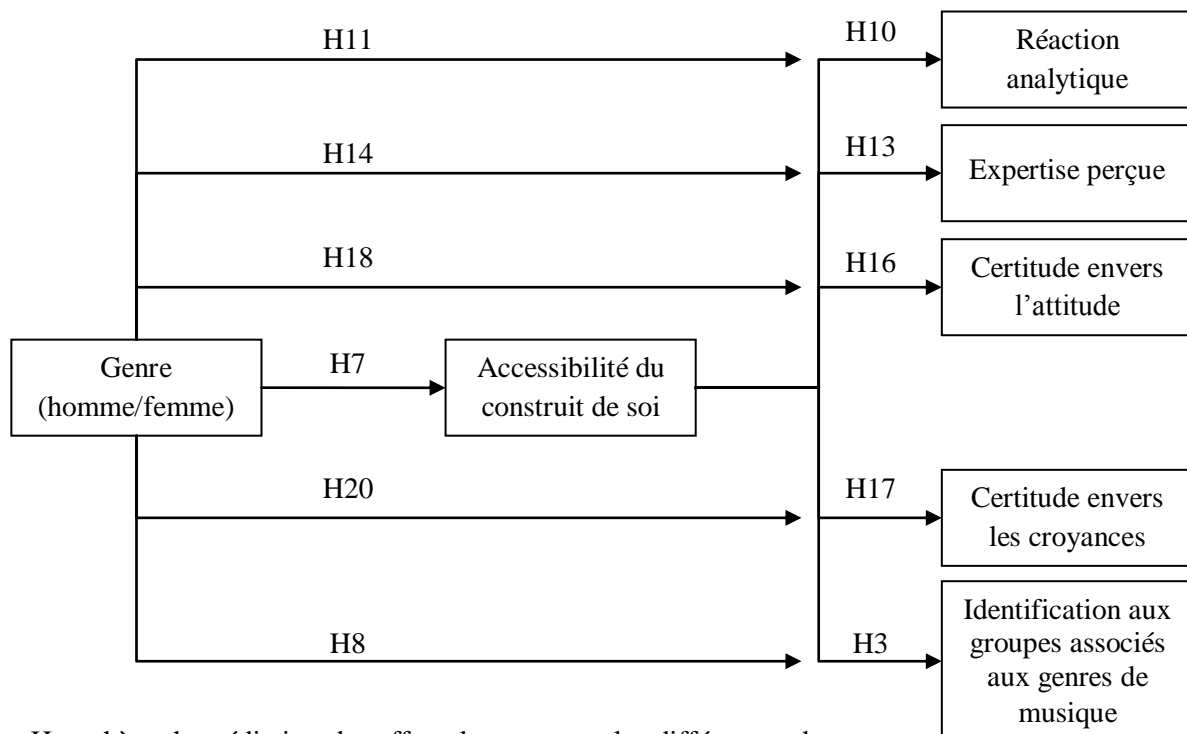 H11
H10
Réaction
analytique
H14
H13
Expertise perçue
H18
H16
Certitude envers
l'attitude
Genre
(homme/femme)
H7
Accessibilité du
construit de soi
H20
H17
Certitude envers
les croyances
H8
H3
Identification aux
groupes associés
aux genres de
musique